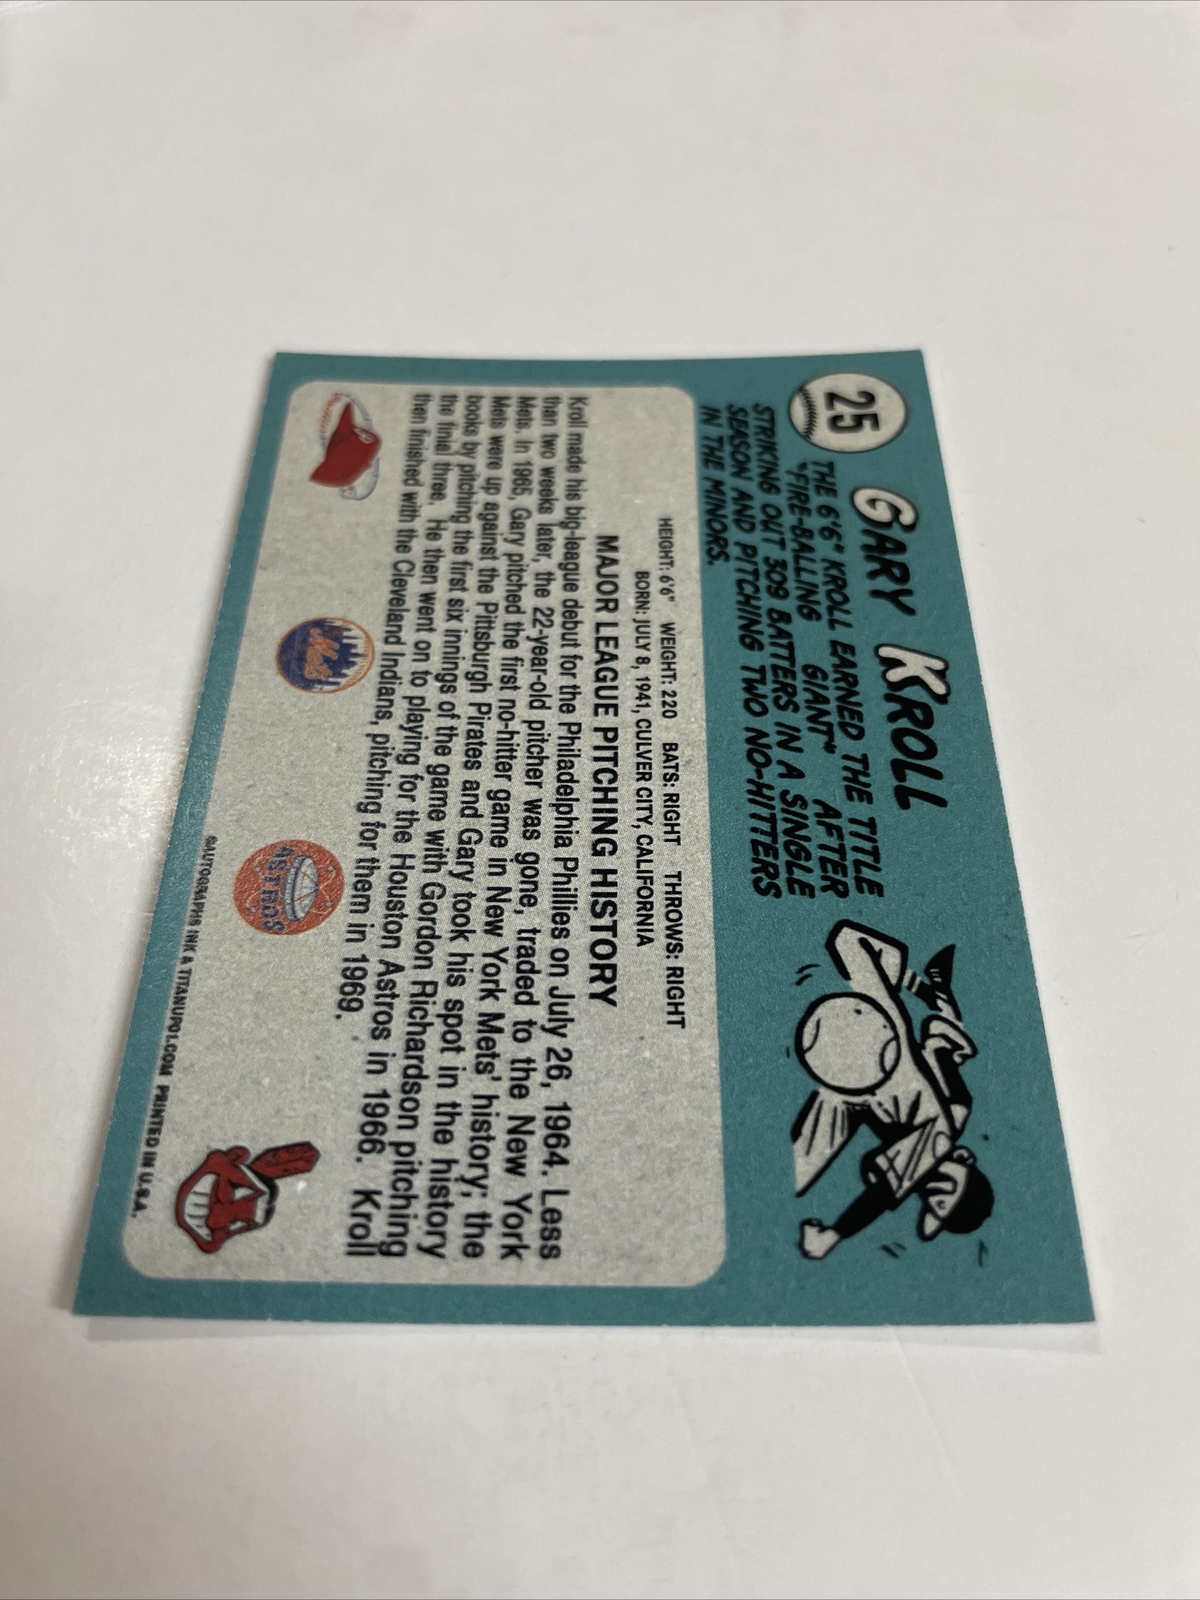 25
GARY KROLL
THE 6'6" KROLL EARNED THE TITLE
"FIRE-BALLING GIANT" AFTER
STRIKING OUT 309 BATTERS IN A SINGLE
SEASON AND PITCHING TWO NO-HITTERS
IN THE MINORS.
HEIGHT: 6'6" WEIGHT: 220 BATS: RIGHT THROWS: RIGHT
BORN: JULY 8, 1941, CULVER CITY, CALIFORNIA
MAJOR LEAGUE PITCHING HISTORY
Kroll made his big-league debut for the Philadelphia Phillies on July 26, 1964. Less
than two weeks later, the 22-year-old pitcher was gone, traded to the New York
Mets. In 1965, Gary pitched the first no-hitter game in New York Mets' history; the
Mets were up against the Pittsburgh Pirates and Gary took his spot in the history
books by pitching the first six innings of the game with Gordon Richardson pitching
the finial three. He then went on to playing for the Houston Astros in 1966. Kroll
then finished with the Cleveland Indians, pitching for them in 1969.
Mets
ASTROS
©AUTOGRAPHS INK & TITANUP01.COM PRINTED IN U.S.A.